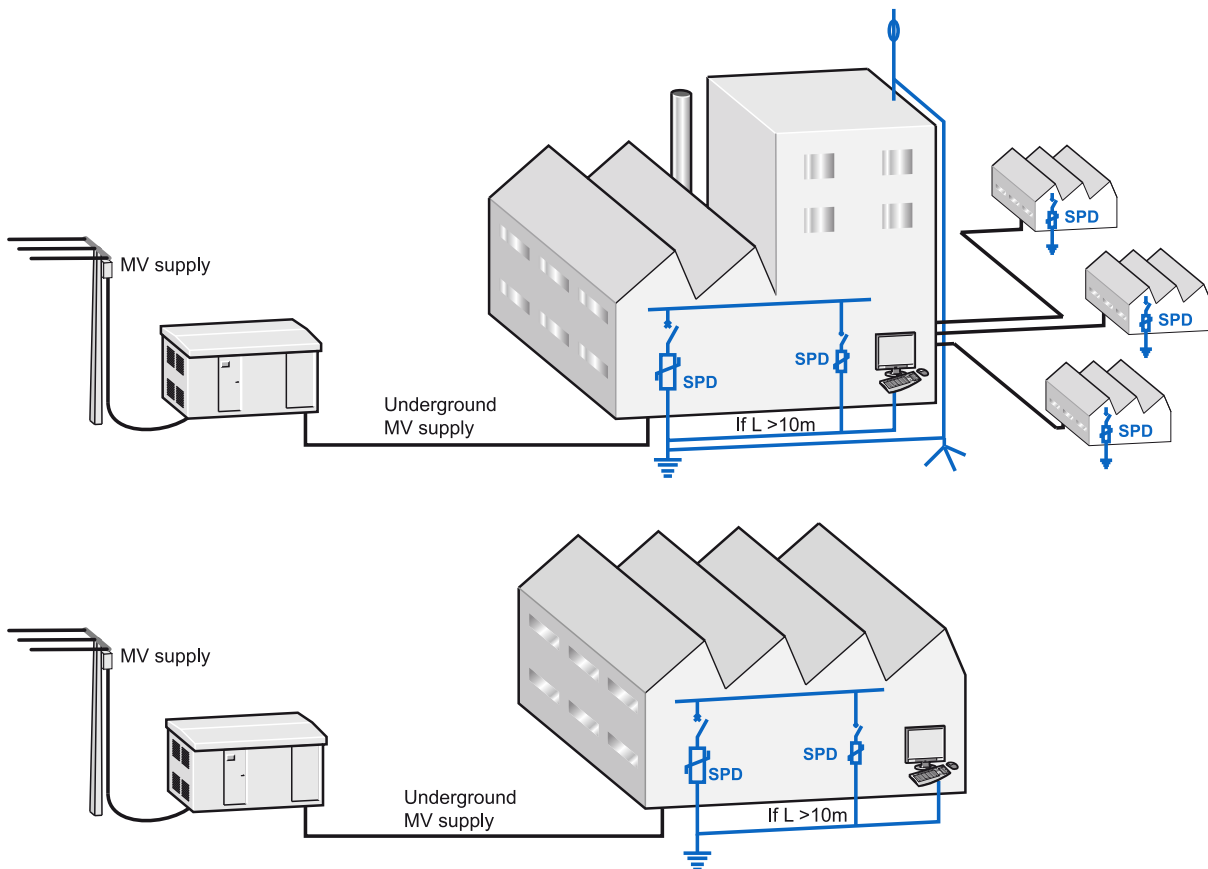 MV supply
Underground
MV supply
SPD
SPD
If L >10m
SPD
SPD
SPD
MV supply
Underground
MV supply
SPD
SPD
If L >10m